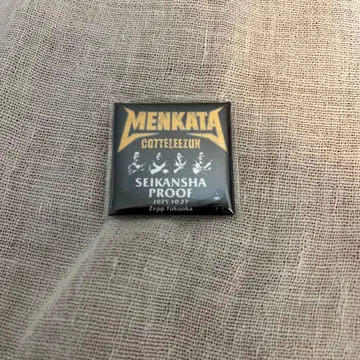 MENKATA
COTTELEEZUN
SEIKANSHA
PROOF
2025.10.27
Zepp Fukuoka